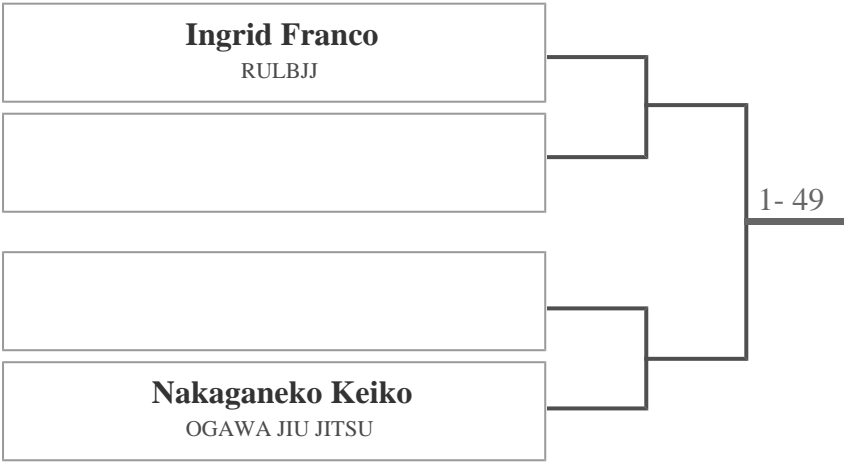 Ingrid Franco
RULBJJ
1- 49
Nakaganeko Keiko
OGAWA JIU JITSU